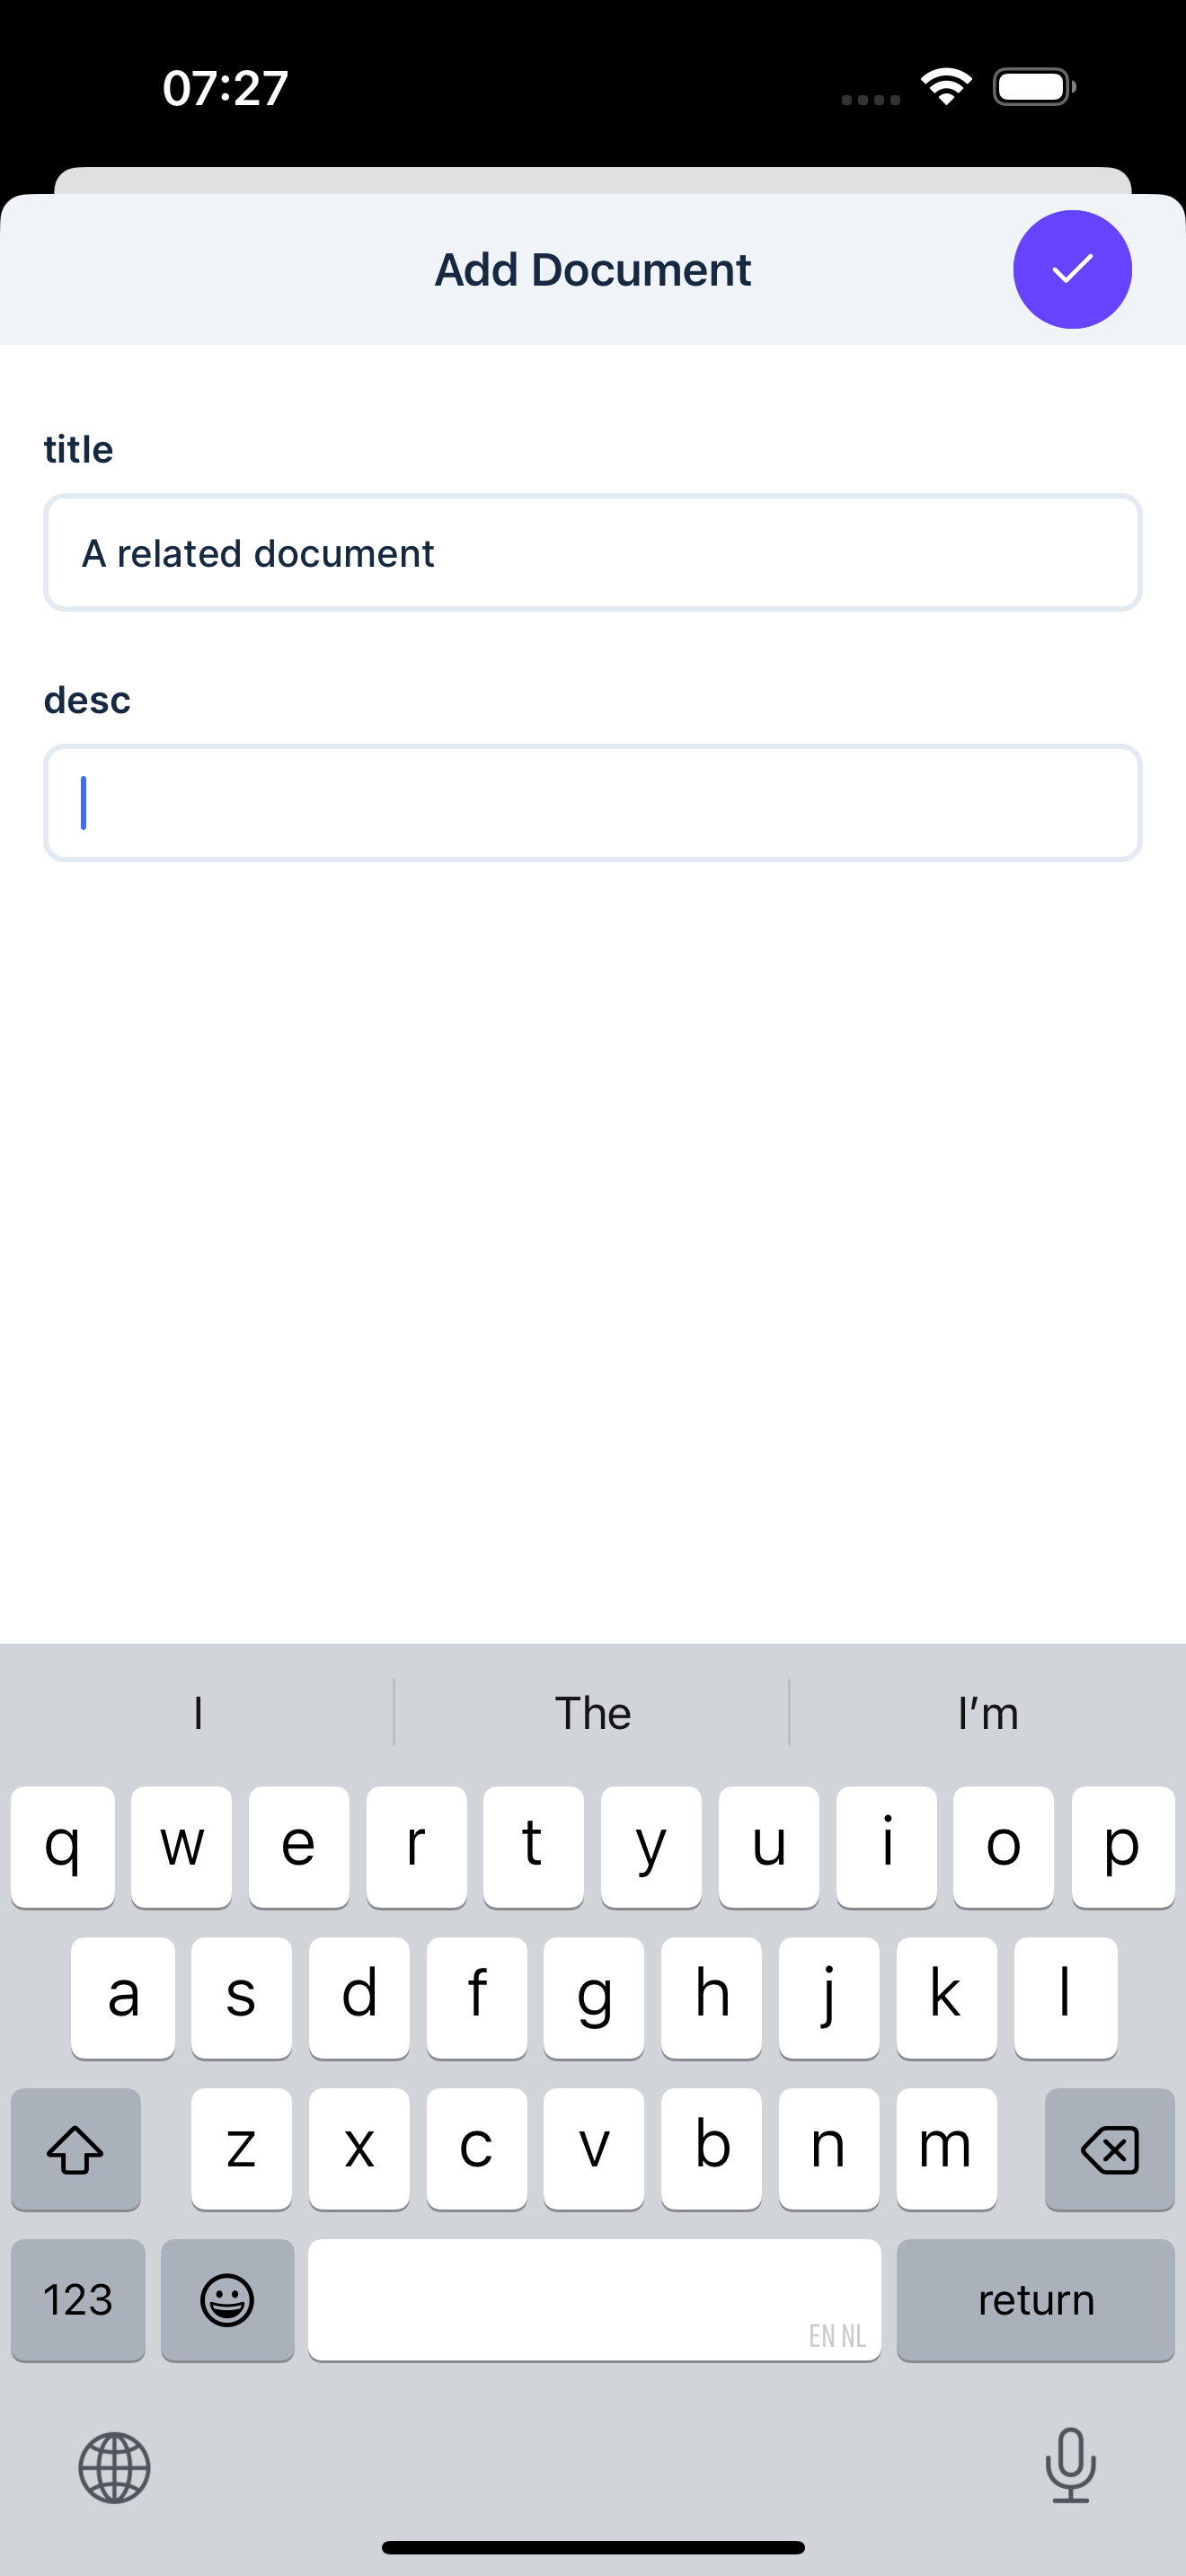 07:27
Add Document
title
A related document
desc
I The I’m
q w e r t y u i o p
a s d f g h j k l
z x c v b n m
123 EN NL return